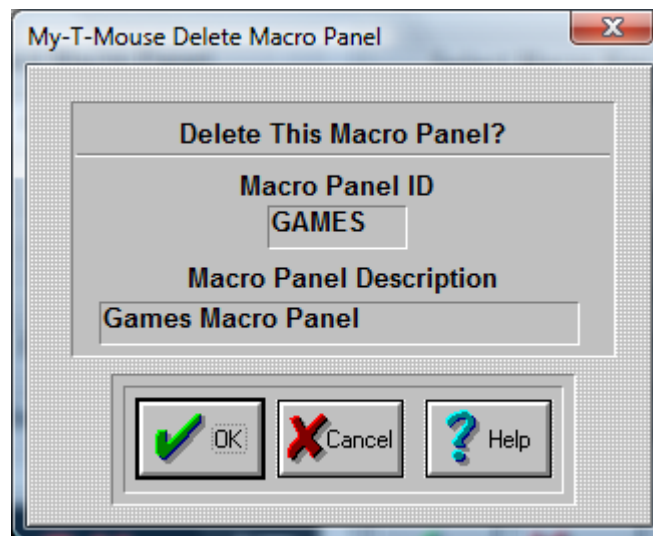 My-T-Mouse Delete Macro Panel
Delete This Macro Panel?
Macro Panel ID
GAMES
Macro Panel Description
Games Macro Panel
OK Cancel Help